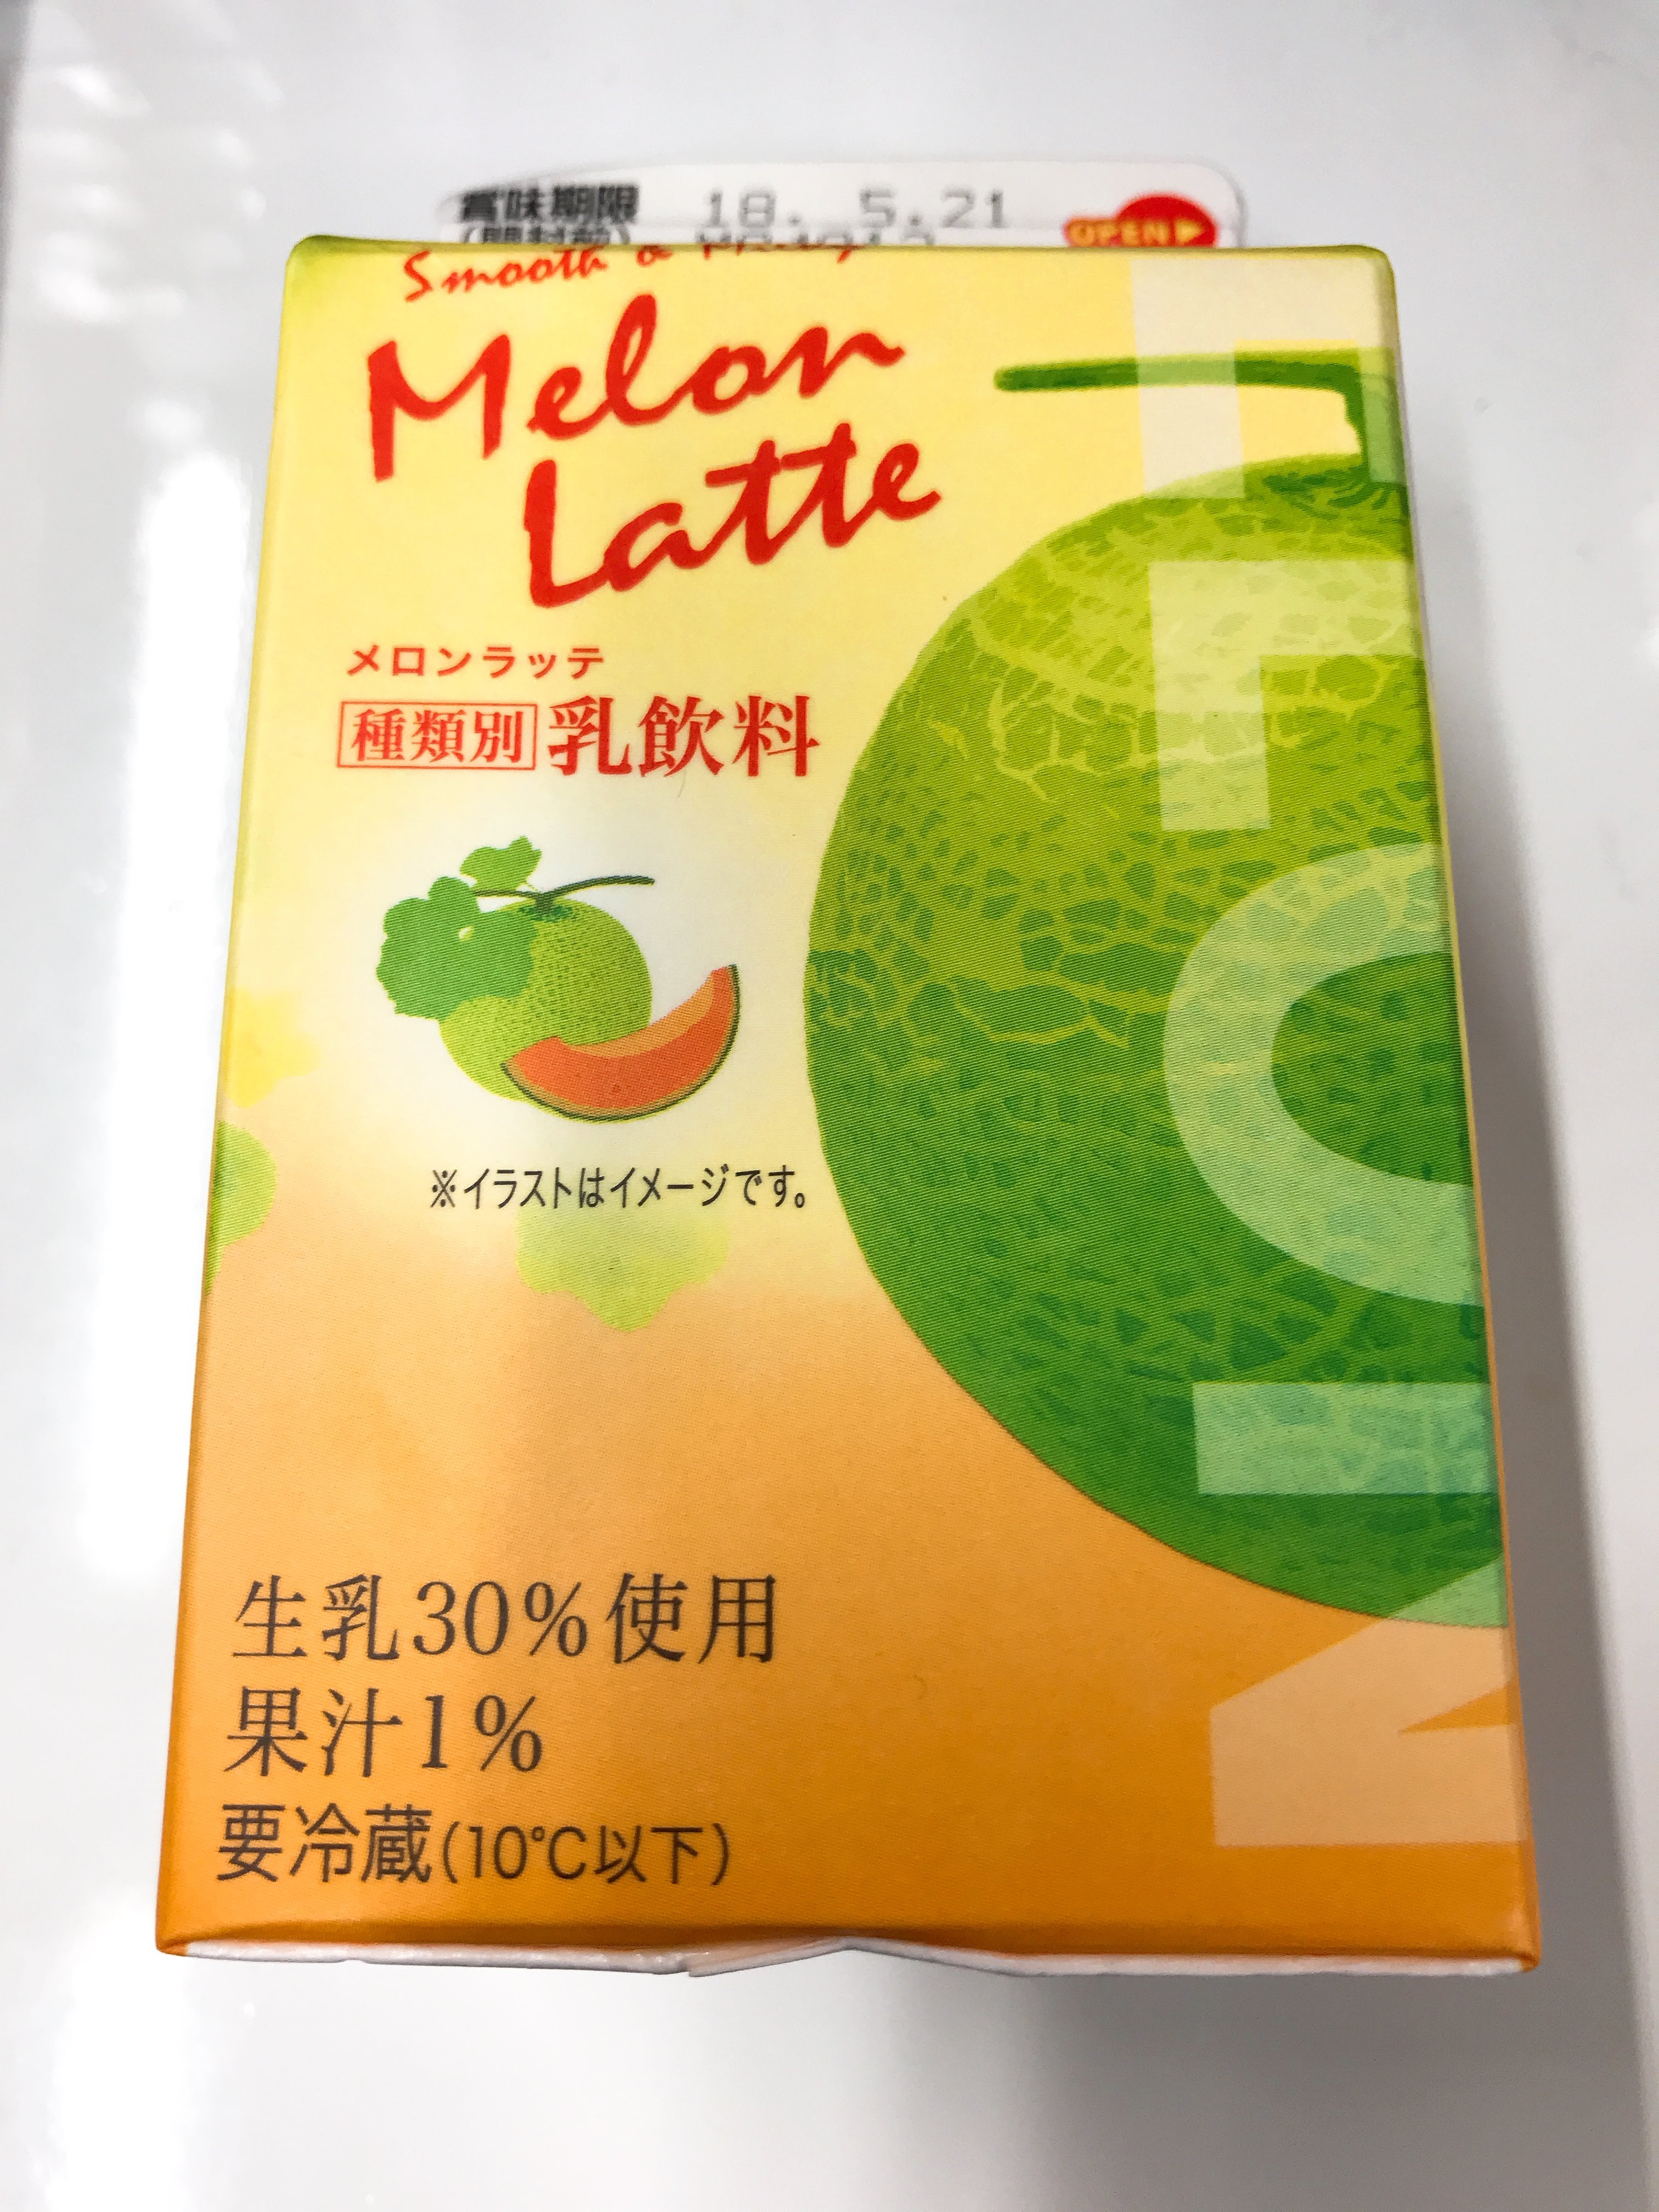 賞味期限 18. 5.21
OPEN
Smooth &
Melon
Latte
メロンラッテ
種類別 乳飲料
※イラストはイメージです。
生乳30%使用
果汁1%
要冷蔵(10℃以下)